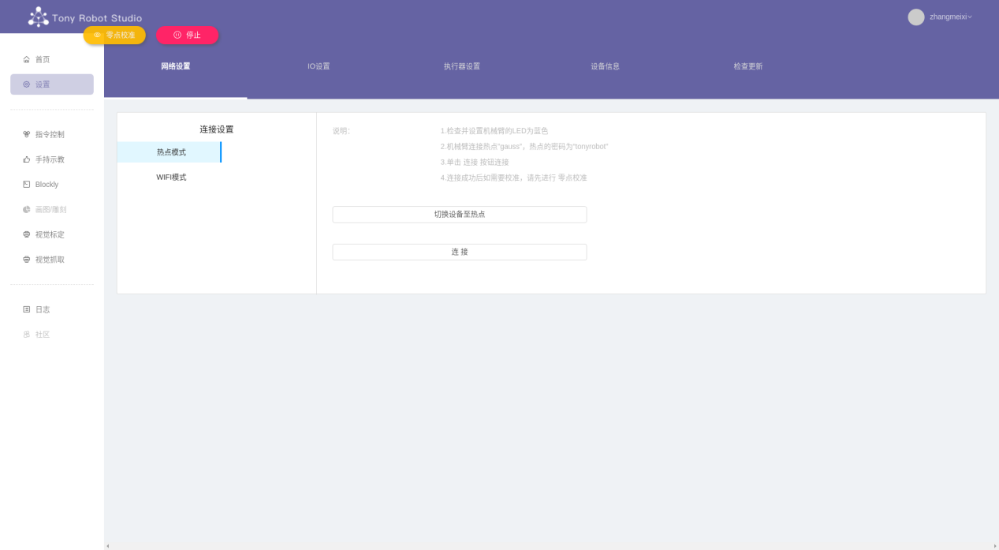 Tony Robot Studio
zhangmeixi
零点校准
停止
首页
设置
指令控制
手持示教
Blockly
画图/雕刻
视觉标定
视觉抓取
日志
社区
网络设置
IO设置
执行器设置
设备信息
检查更新
连接设置
热点模式
WIFI模式
说明：
1.检查并设置机械臂的LED为蓝色
2.机械臂连接热点"gauss"，热点的密码为"tonyrobot"
3.单击 连接 按钮连接
4.连接成功后如需要校准，请先进行 零点校准
切换设备至热点
连 接